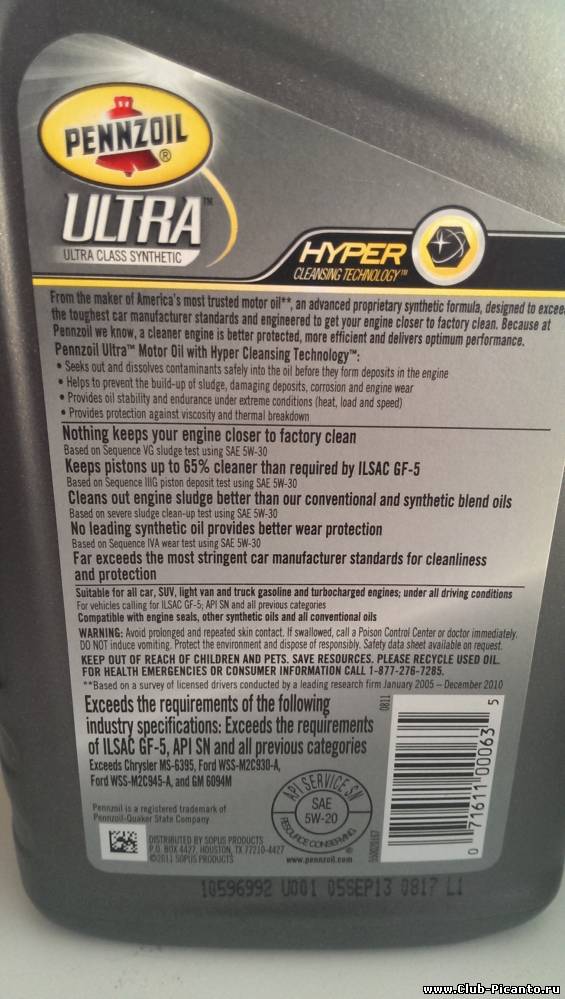 PENNZOIL®
ULTRA™
ULTRA CLASS SYNTHETIC
HYPER
CLEANSING TECHNOLOGY™
From the maker of America's most trusted motor oil**, an advanced proprietary synthetic formula, designed to excee
the toughest car manufacturer standards and engineered to get your engine closer to factory clean. Because at
Pennzoil we know, a cleaner engine is better protected, more efficient and delivers optimum performance.
Pennzoil Ultra™ Motor Oil with Hyper Cleansing Technology™:
• Seeks out and dissolves contaminants safely into the oil before they form deposits in the engine
• Helps to prevent the build-up of sludge, damaging deposits, corrosion and engine wear
• Provides oil stability and endurance under extreme conditions (heat, load and speed)
• Provides protection against viscosity and thermal breakdown
Nothing keeps your engine closer to factory clean
Based on Sequence VG sludge test using SAE 5W-30
Keeps pistons up to 65% cleaner than required by ILSAC GF-5
Based on Sequence IIIG piston deposit test using SAE 5W-30
Cleans out engine sludge better than our conventional and synthetic blend oils
Based on severe sludge clean-up test using SAE 5W-30
No leading synthetic oil provides better wear protection
Based on Sequence IVA wear test using SAE 5W-30
Far exceeds the most stringent car manufacturer standards for cleanliness
and protection
Suitable for all car, SUV, light van and truck gasoline and turbocharged engines; under all driving conditions
For vehicles calling for ILSAC GF-5; API SN and all previous categories
Compatible with engine seals, other synthetic oils and all conventional oils
WARNING: Avoid prolonged and repeated skin contact. If swallowed, call a Poison Control Center or doctor immediately.
DO NOT induce vomiting. Protect the environment and dispose of responsibly. Safety data sheet available on request.
KEEP OUT OF REACH OF CHILDREN AND PETS. SAVE RESOURCES. PLEASE RECYCLE USED OIL.
FOR HEALTH EMERGENCIES OR CONSUMER INFORMATION CALL 1-877-276-7285.
**Based on a survey of licensed drivers conducted by a leading research firm January 2005 – December 2010
Exceeds the requirements of the following
industry specifications: Exceeds the requirements
of ILSAC GF-5, API SN and all previous categories
Exceeds Chrysler MS-6395, Ford WSS-M2C930-A,
Ford WSS-M2C945-A, and GM 6094M
0811
API SERVICE SN
SAE
5W-20
RESOURCE CONSERVING
®
0 71611 00063 5
Pennzoil is a registered trademark of
Pennzoil-Quaker State Company
DISTRIBUTED BY SOPUS PRODUCTS
P.O. BOX 4427, HOUSTON, TX 77210-4427
©2011 SOPUS PRODUCTS
www.pennzoil.com
10596992 U001 05SEP13 0817 L1
www.Club-Picanto.ru